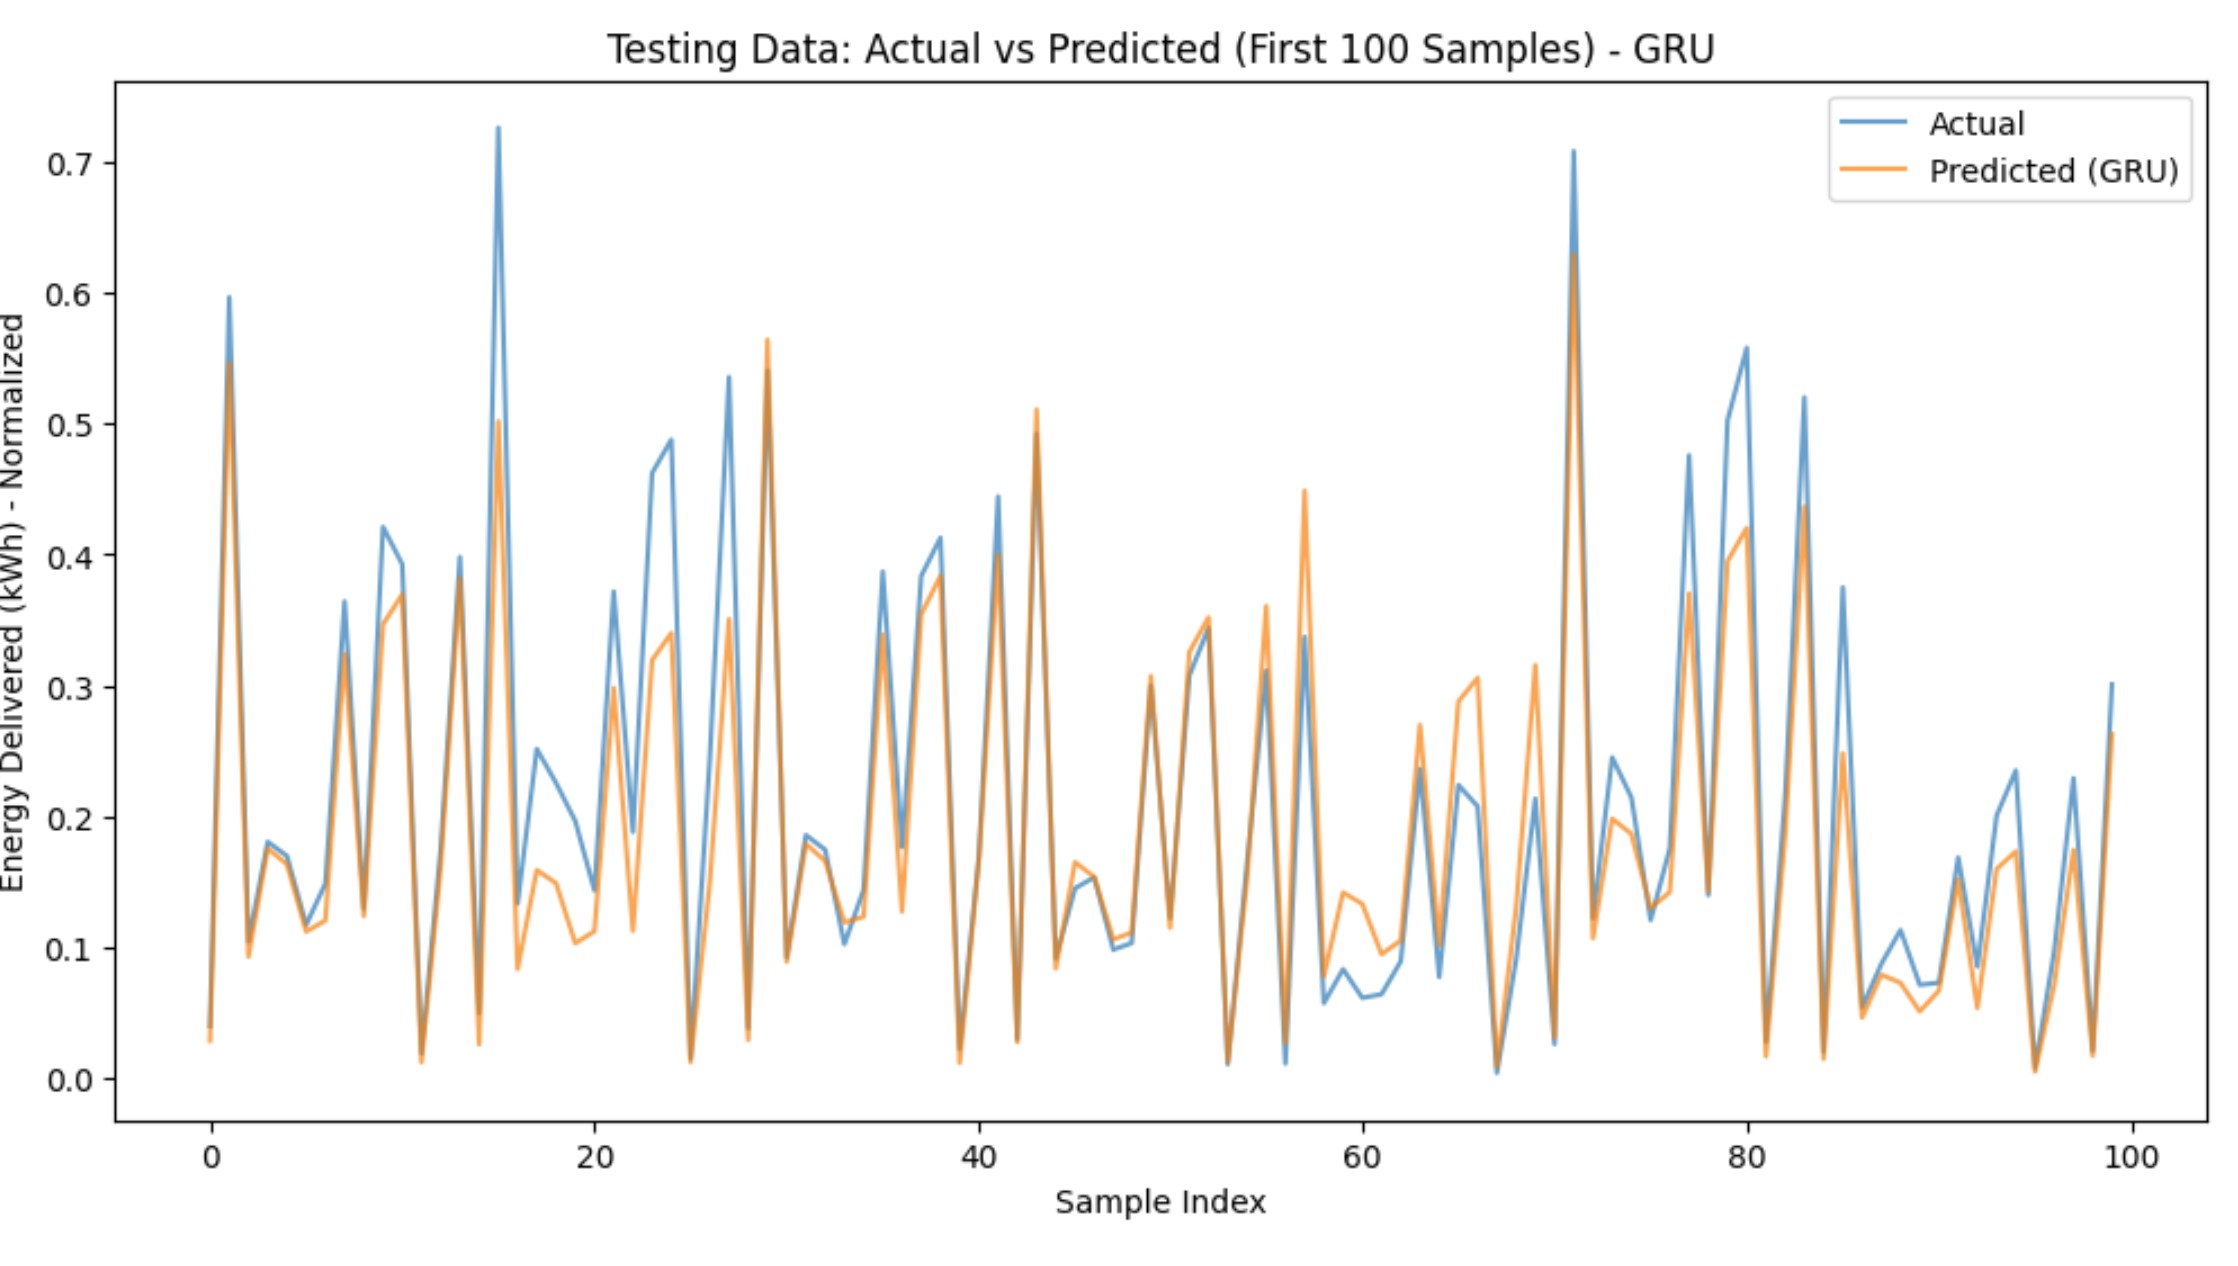 Testing Data: Actual vs Predicted (First 100 Samples) - GRU
Actual
Predicted (GRU)
Energy Delivered (kWh) - Normalized
0.7
0.6
0.5
0.4
0.3
0.2
0.1
0.0
0 20 40 60 80 100
Sample Index